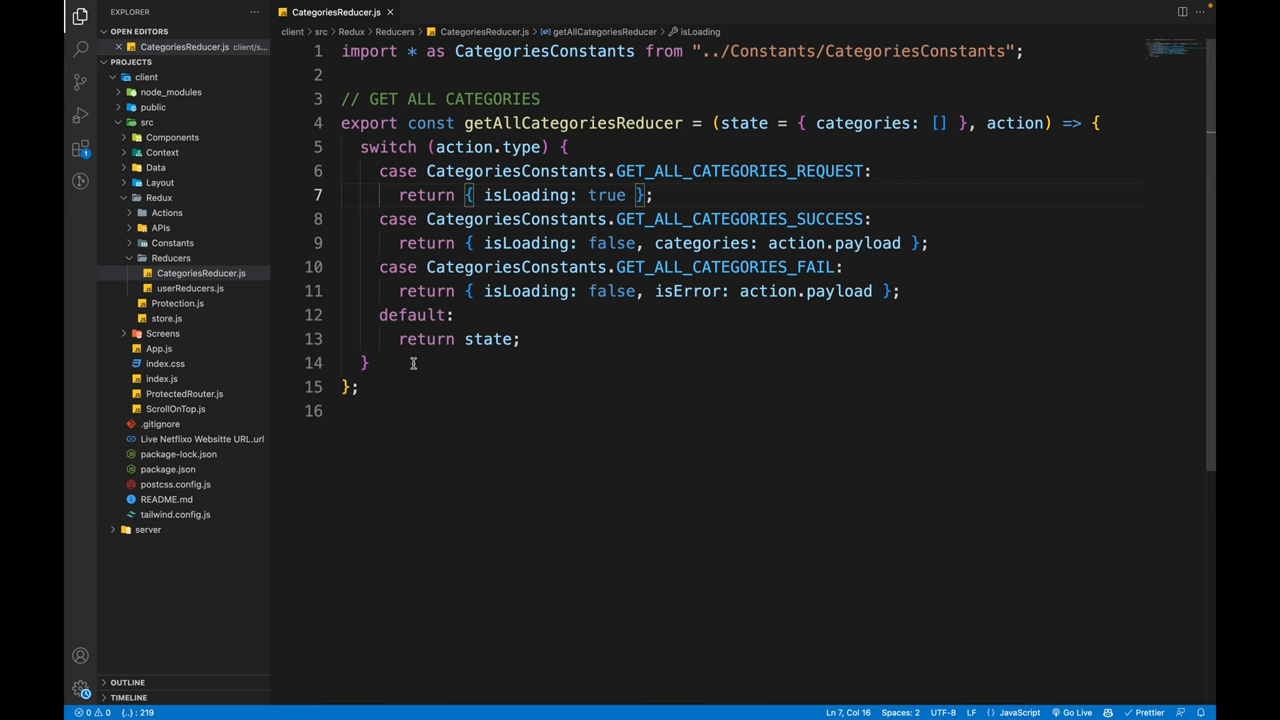 EXPLORER
OPEN EDITORS
CategoriesReducer.js client/s...
PROJECTS
client
node_modules
public
src
Components
Context
Data
Layout
Redux
Actions
APIs
Constants
Reducers
CategoriesReducer.js
userReducers.js
Protection.js
store.js
Screens
App.js
index.css
index.js
ProtectedRouter.js
ScrollOnTop.js
.gitignore
Live Netflixo Websitte URL.url
package-lock.json
package.json
postcss.config.js
README.md
tailwind.config.js
server
OUTLINE
TIMELINE
1
CategoriesReducer.js
client > src > Redux > Reducers > CategoriesReducer.js > getAllCategoriesReducer > isLoading
1 import * as CategoriesConstants from "../Constants/CategoriesConstants";
2
3 // GET ALL CATEGORIES
4 export const getAllCategoriesReducer = (state = { categories: [] }, action) => {
5 switch (action.type) {
6 case CategoriesConstants.GET_ALL_CATEGORIES_REQUEST:
7 return { isLoading: true };
8 case CategoriesConstants.GET_ALL_CATEGORIES_SUCCESS:
9 return { isLoading: false, categories: action.payload };
10 case CategoriesConstants.GET_ALL_CATEGORIES_FAIL:
11 return { isLoading: false, isError: action.payload };
12 default:
13 return state;
14 }
15 };
16
0 0 {..} : 219 Ln 7, Col 16 Spaces: 2 UTF-8 LF {} JavaScript Go Live Prettier